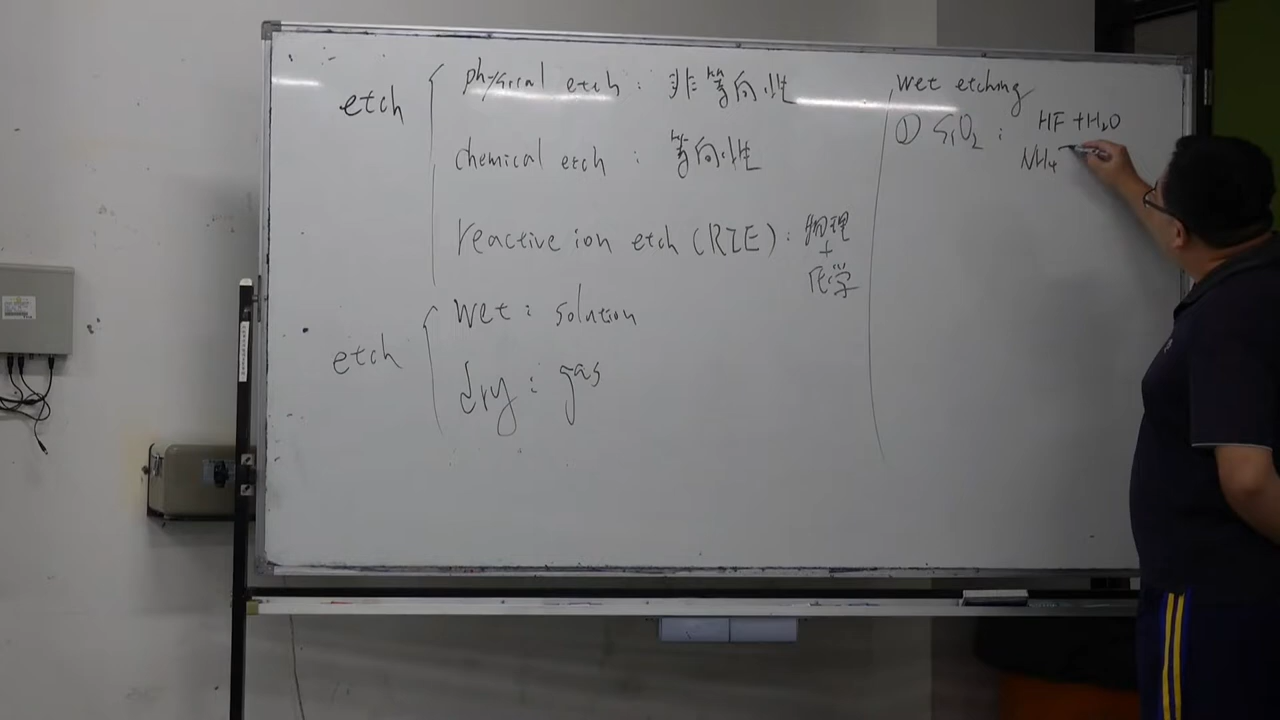 etch
physical etch : 非等向性
chemical etch : 等向性
reactive ion etch (RIE) : 物理
+
化学
etch
wet : solution
dry : gas
wet etching
① SiO₂ : HF + H₂O
NH₄